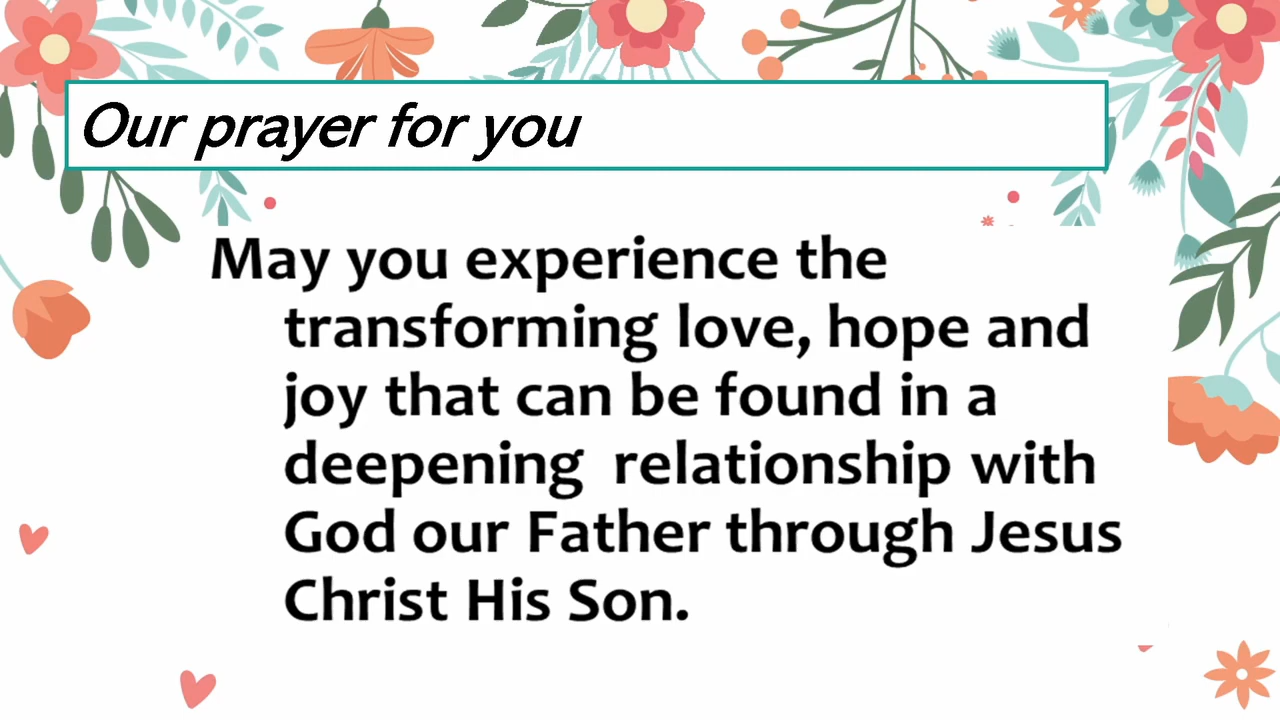 Our prayer for you
May you experience the
transforming love, hope and
joy that can be found in a
deepening relationship with
God our Father through Jesus
Christ His Son.